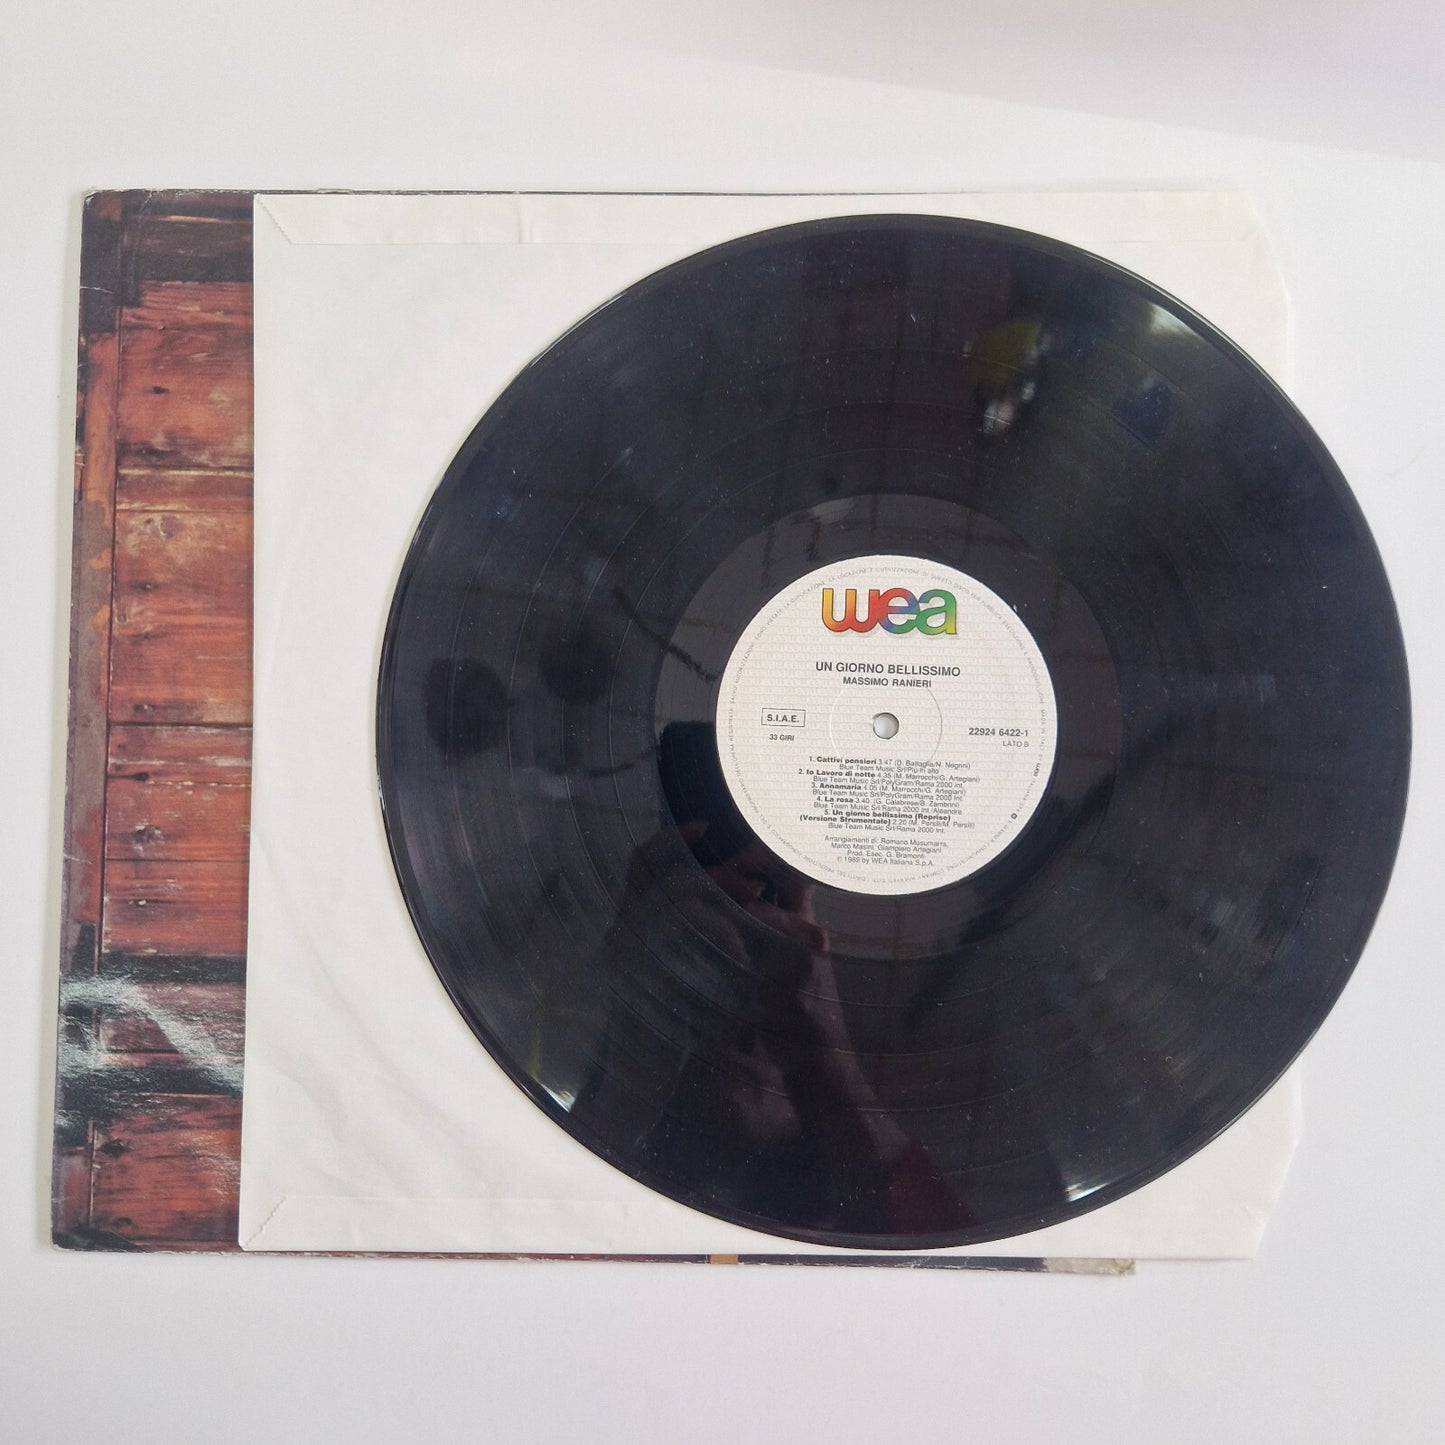 wea
UN GIORNO BELLISSIMO
MASSIMO RANIERI
S.I.A.E.
33 GIRI
22924 6422-1
LATO B
1. Cattivi pensieri 3.47 (D. Battaglia/N. Negrini)
Blue Team Music Srl/Più in alto
2. Io Lavoro di notte 4.35 (M. Marrocchi/G. Artegiani)
Blue Team Music Srl/PolyGram/Rama 2000 Int.
3. Annamaria 4.05 (M. Marrocchi/G. Artegiani)
Blue Team Music Srl/PolyGram/Rama 2000 Int.
4. La rosa 3.40 (G. Calabrese/B. Zambrini)
Blue Team Music Srl/Rama 2000 Int./Aleandre
5. Un giorno bellissimo (Reprise)
(Versione Strumentale) 2.20 (M. Persili/M. Persili)
Blue Team Music Srl/Rama 2000 Int.
Arrangiamenti di: Romano Musumarra,
Marco Masini, Giampiero Artegiani
Prod. Esec. G. Bramonti
© 1989 by WEA Italiana S.p.A.